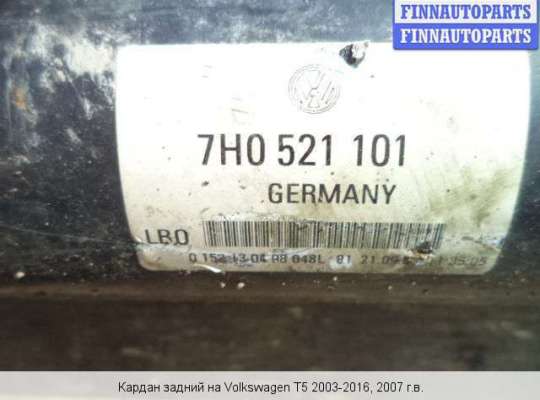 FINNAUTOPARTS
FINNAUTOPARTS
7H0 521 101
GERMANY
LBO
Кардан задний на Volkswagen T5 2003-2016, 2007 г.в.